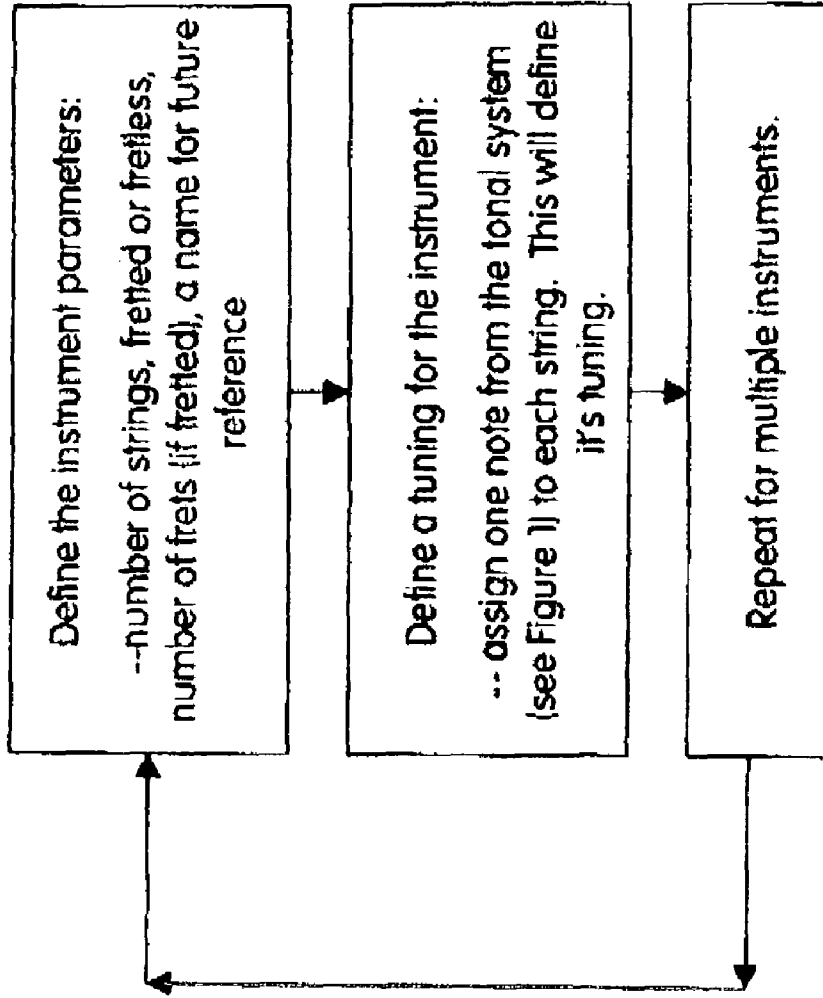 Define the instrument parameters:
--number of strings, fretted or fretless,
number of frets (if fretted), a name for future
reference
Define a tuning for the instrument:
-- assign one note from the tonal system
(see Figure 1) to each string.  This will define
it's tuning.
Repeat for multiple instruments.